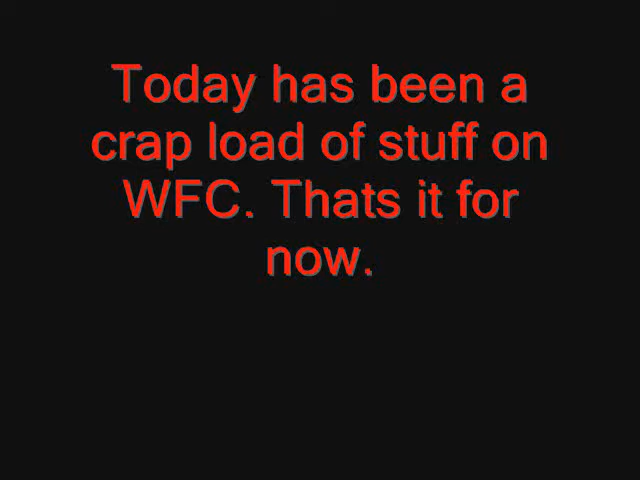 Today has been a
crap load of stuff on
WFC. Thats it for
now.